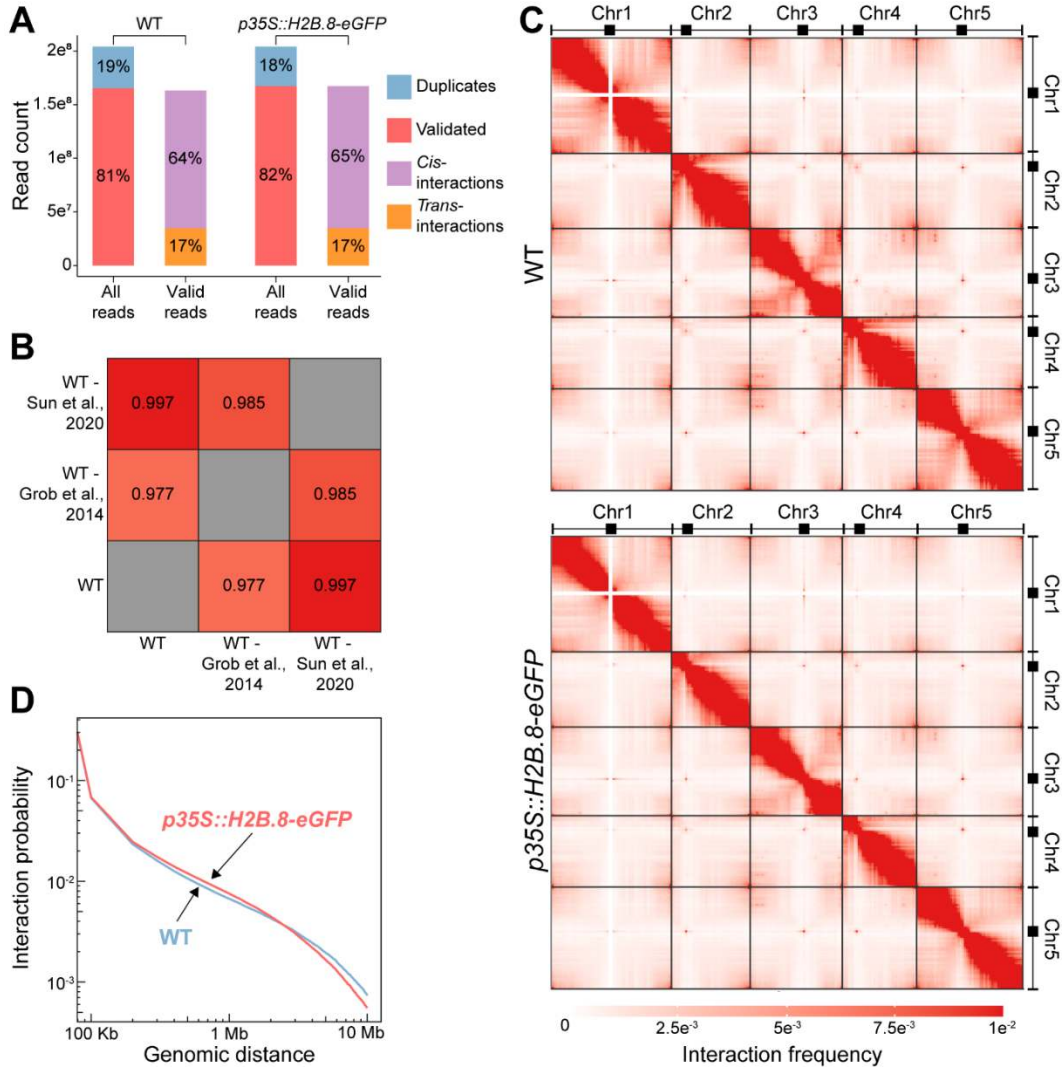 A
WT
p35S::H2B.8-eGFP
Read count
2e⁸
1.5e⁸
1e⁸
5e⁷
0
19%
81%
64%
17%
18%
82%
65%
17%
All
reads
Valid
reads
All
reads
Valid
reads
Duplicates
Validated
Cis-
interactions
Trans-
interactions
B
WT -
Sun et al.,
2020
WT -
Grob et al.,
2014
WT
0.997
0.985
0.977
0.985
0.977
0.997
WT
WT -
Grob et al.,
2014
WT -
Sun et al.,
2020
D
Interaction probability
10⁻¹
10⁻²
10⁻³
p35S::H2B.8-eGFP
WT
100 Kb
1 Mb
10 Mb
Genomic distance
C
Chr1
Chr2
Chr3
Chr4
Chr5
WT
Chr1
Chr2
Chr3
Chr4
Chr5
Chr1
Chr2
Chr3
Chr4
Chr5
p35S::H2B.8-eGFP
Chr1
Chr2
Chr3
Chr4
Chr5
0
2.5e⁻³
5e⁻³
7.5e⁻³
1e⁻²
Interaction frequency